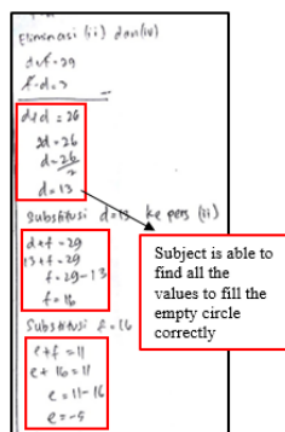 Eliminasi (ii) dan (iv)
d+f = 29
f-d = 3
d+d = 26
2d = 26
d = 26/2
d = 13
Substitusi d=13 ke pers (ii)
d+f = 29
13+f = 29
f = 29-13
f = 16
Substitusi f = 16
e+f = 11
e+ 16 = 11
e = 11-16
e = -5
Subject is able to
find all the
values to fill the
empty circle
correctly